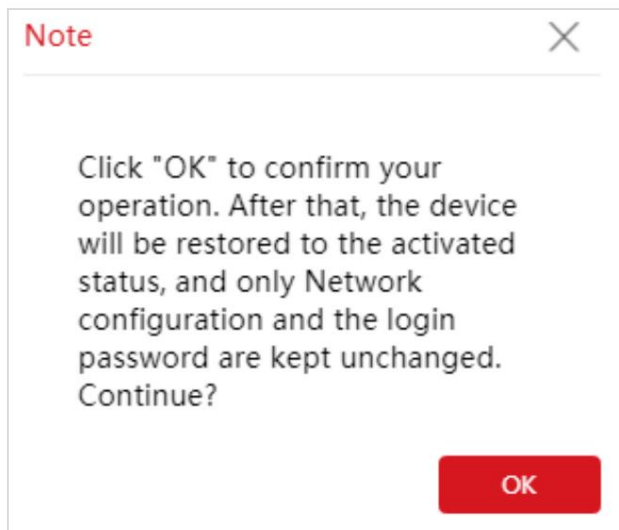 Note
Click "OK" to confirm your
operation. After that, the device
will be restored to the activated
status, and only Network
configuration and the login
password are kept unchanged.
Continue?
OK